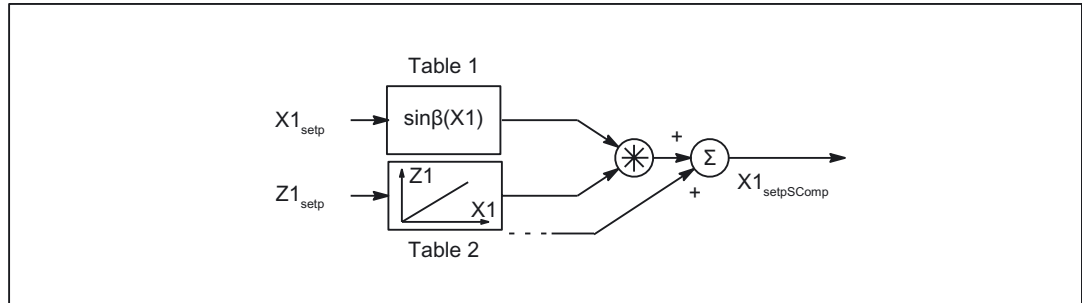 Table 1
X1setp
sinβ(X1)
+
Σ
X1setpSComp
Z1setp
Z1
X1
+
Table 2